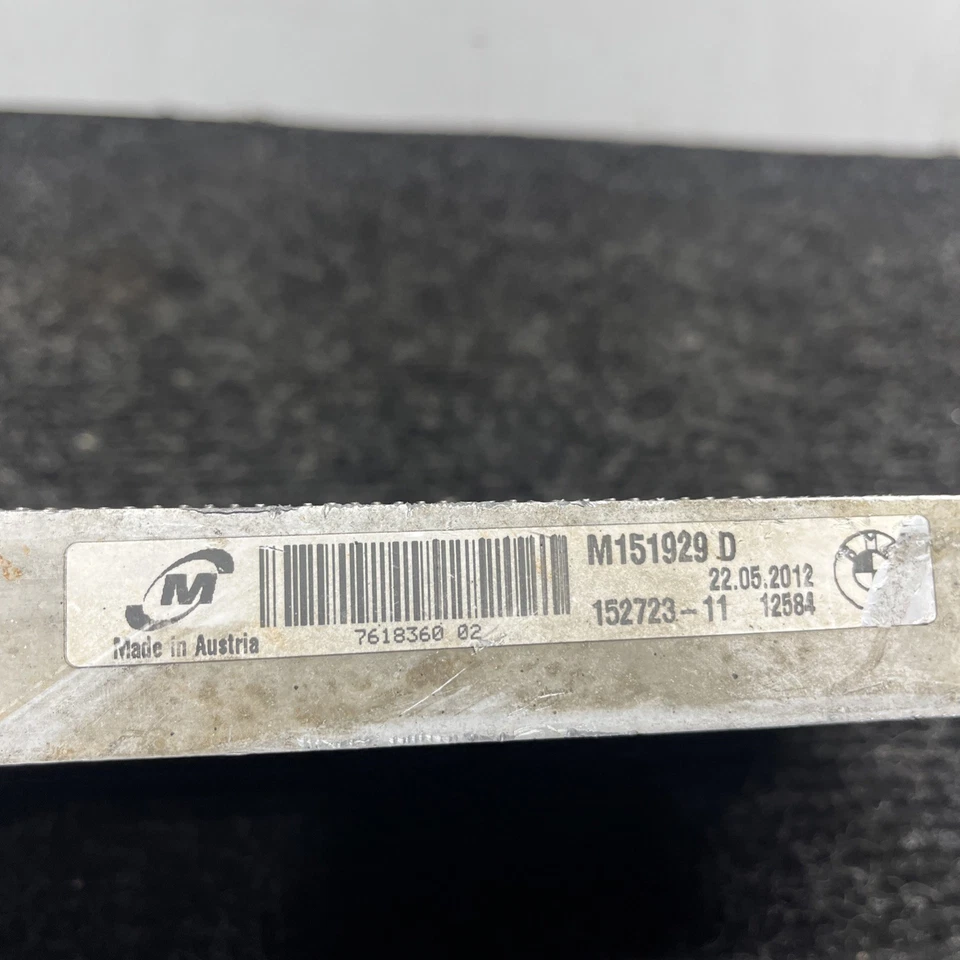 M
Made in Austria
7618360 02
M151929 D
22.05.2012
152723-11 12584